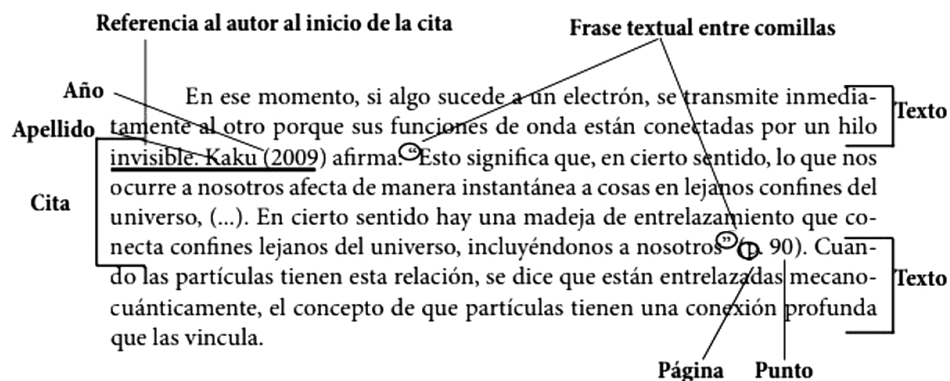 Referencia al autor al inicio de la cita
Frase textual entre comillas
Año
Apellido
Cita
En ese momento, si algo sucede a un electrón, se transmite inmedia-
tamente al otro porque sus funciones de onda están conectadas por un hilo
invisible. Kaku (2009) afirma: “Esto significa que, en cierto sentido, lo que nos
ocurre a nosotros afecta de manera instantánea a cosas en lejanos confines del
universo, (...). En cierto sentido hay una madeja de entrelazamiento que co-
necta confines lejanos del universo, incluyéndonos a nosotros” (p. 90). Cuan-
do las partículas tienen esta relación, se dice que están entrelazadas mecano-
cuánticamente, el concepto de que partículas tienen una conexión profunda
que las vincula.
Texto
Texto
Página
Punto